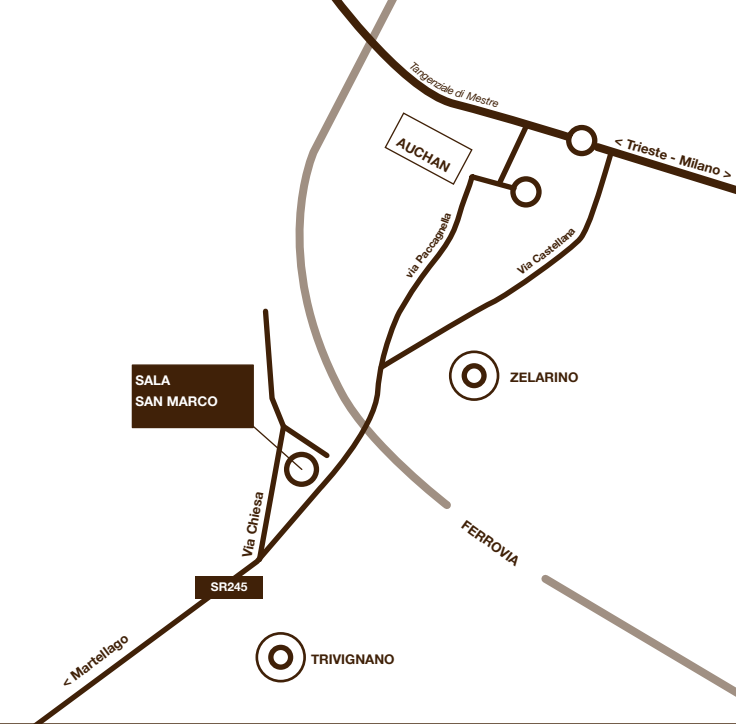 Tangenziale di Mestre
< Trieste - Milano >
AUCHAN
via Paccagnella
Via Castellana
ZELARINO
SALA
SAN MARCO
Via Chiesa
FERROVIA
SR245
< Martellago
TRIVIGNANO